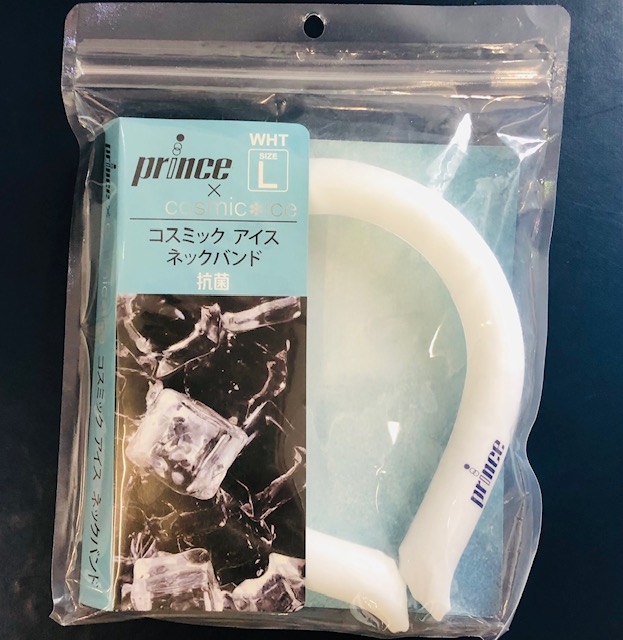 WHT
SIZE
L
prince
×
cosmic*ice
コスミック アイス
ネックバンド
抗菌
prince
コスミック アイス ネックバンド
prince